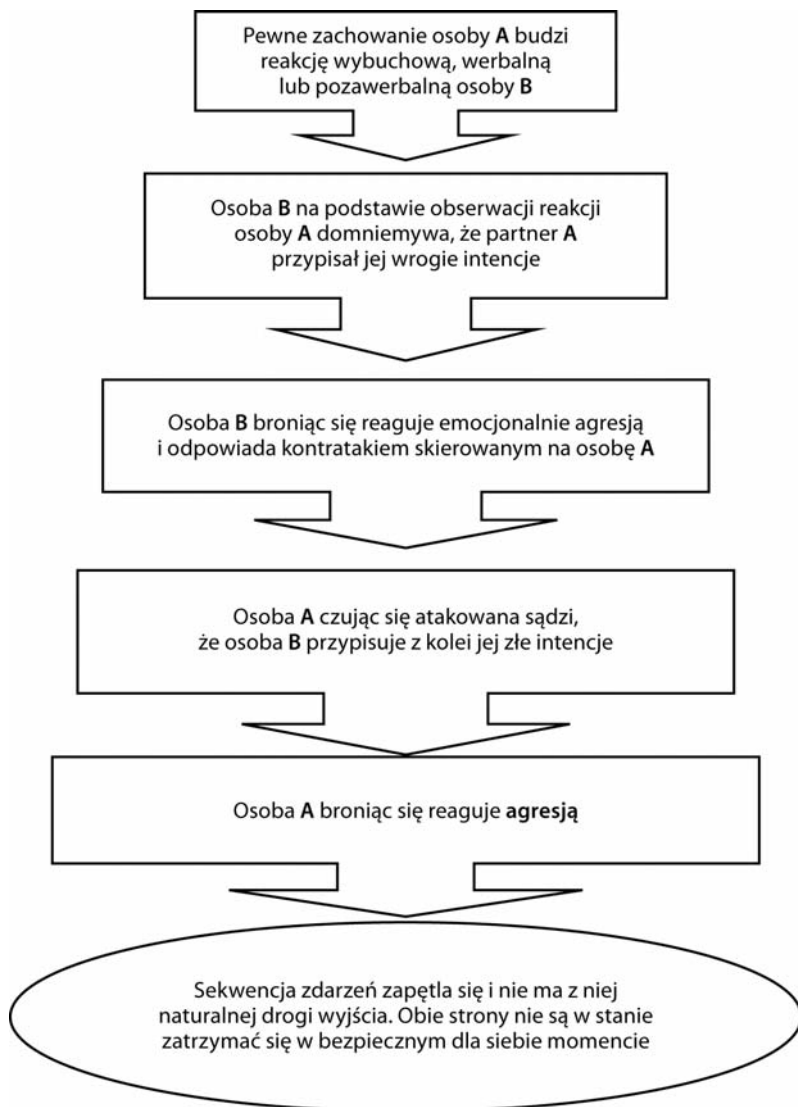 Pewne zachowanie osoby A budzi
reakcję wybuchową, werbalną
lub pozawerbalną osoby B
Osoba B na podstawie obserwacji reakcji
osoby A domniemywa, że partner A
przypisał jej wrogie intencje
Osoba B broniąc się reaguje emocjonalnie agresją
i odpowiada kontratakiem skierowanym na osobę A
Osoba A czując się atakowana sądzi,
że osoba B przypisuje z kolei jej złe intencje
Osoba A broniąc się reaguje agresją
Sekwencja zdarzeń zapętla się i nie ma z niej
naturalnej drogi wyjścia. Obie strony nie są w stanie
zatrzymać się w bezpiecznym dla siebie momencie